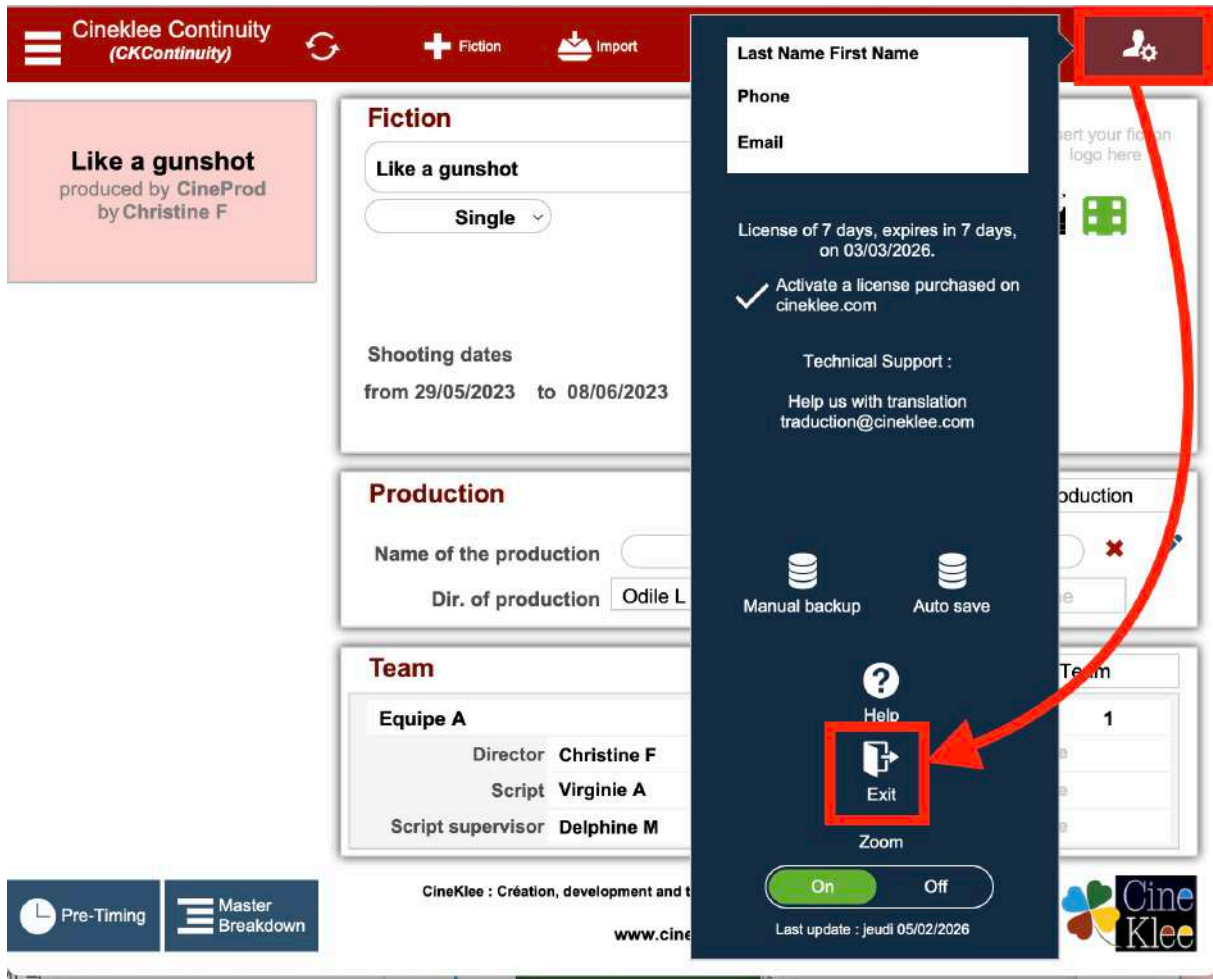 Cineklee Continuity
(CKContinuity)
Fiction
Import
Like a gunshot
produced by CineProd
by Christine F
Fiction
Like a gunshot
Single
Shooting dates
from 29/05/2023 to 08/06/2023
logo here
Production
Name of the production
Dir. of production Odile L
Team
Team
Equipe A
1
Director Christine F
Script Virginie A
Script supervisor Delphine M
Last Name First Name
Phone
Email
License of 7 days, expires in 7 days,
on 03/03/2026.
Activate a license purchased on
cineklee.com
Technical Support :
Help us with translation
traduction@cineklee.com
Manual backup
Auto save
Help
Exit
Zoom
On
Off
Last update : jeudi 05/02/2026
Pre-Timing
Master
Breakdown
CineKlee : Création, development and
Cine
Klee